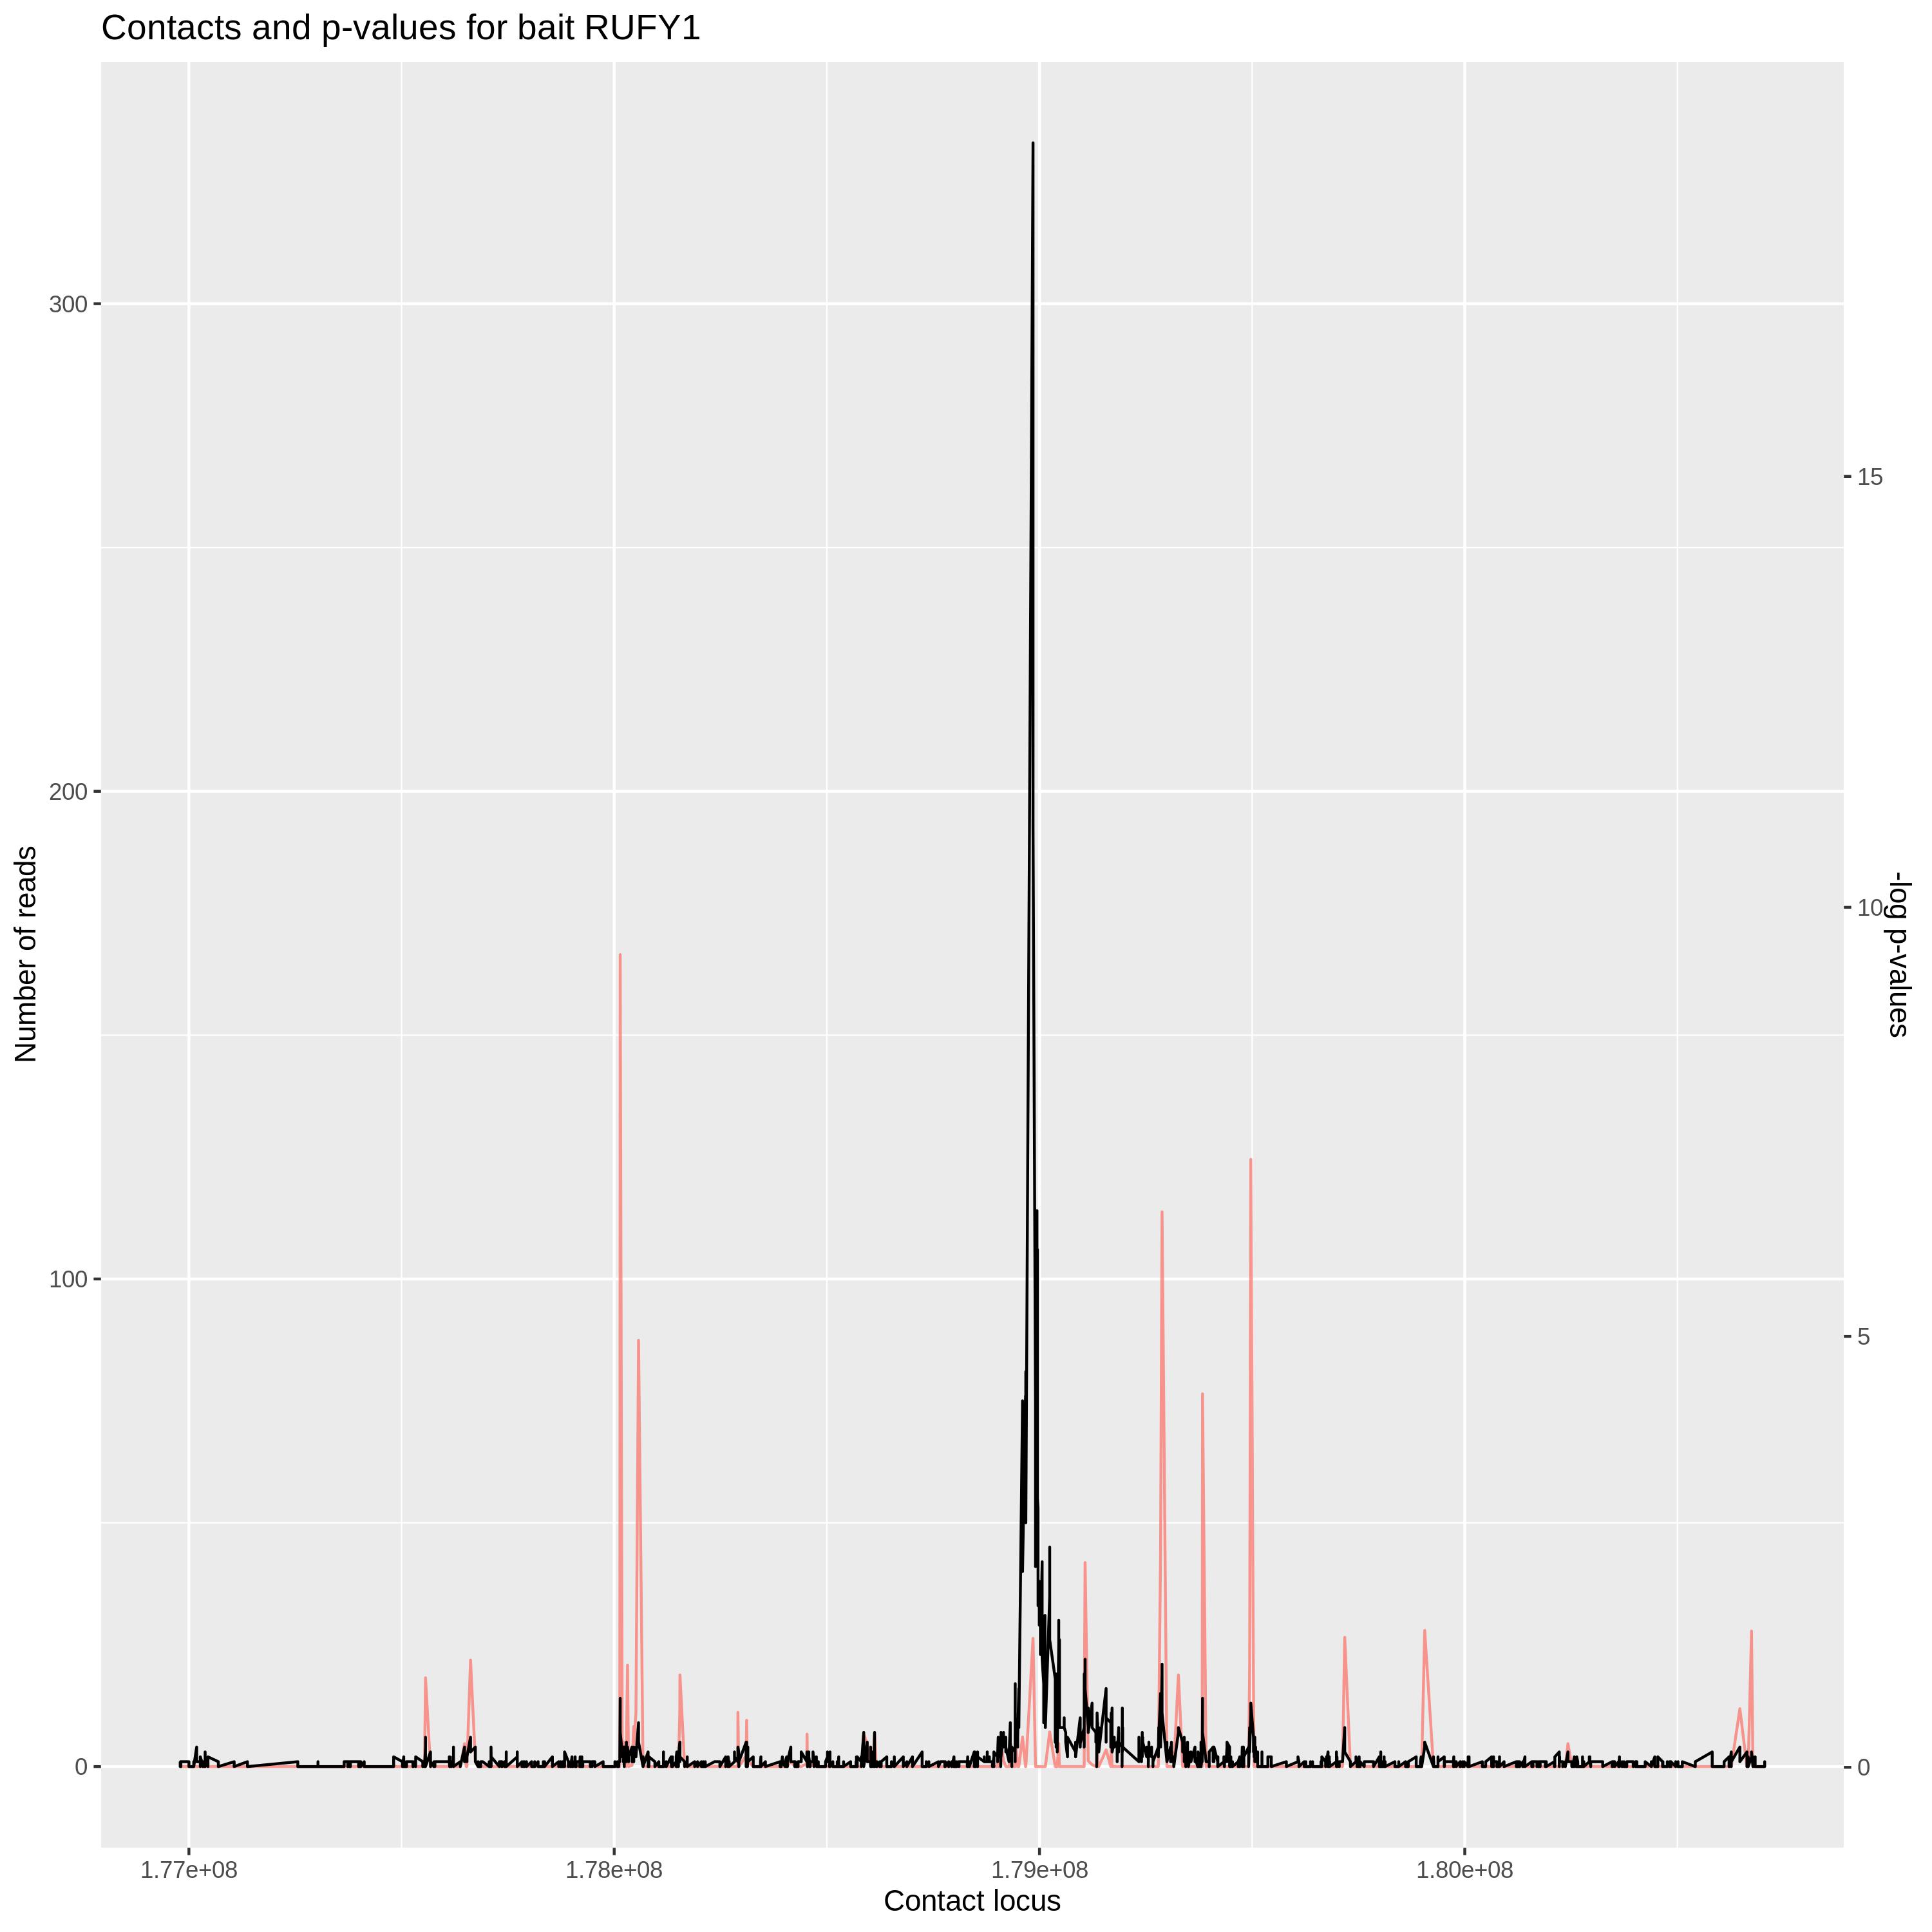 Contacts and p-values for bait RUFY1
300
200
100
0
Number of reads
15
10
5
0
-log p-values
1.77e+08
1.78e+08
1.79e+08
1.80e+08
Contact locus